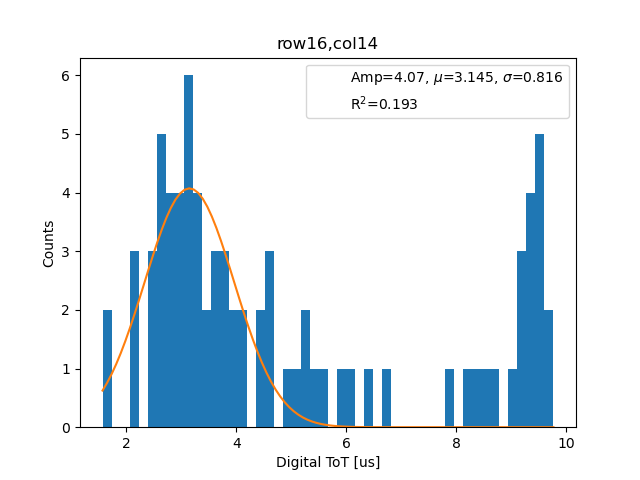 row16,col14
Amp=4.07, μ=3.145, σ=0.816
R²=0.193
Counts
6
5
4
3
2
1
0
2 4 6 8 10
Digital ToT [us]